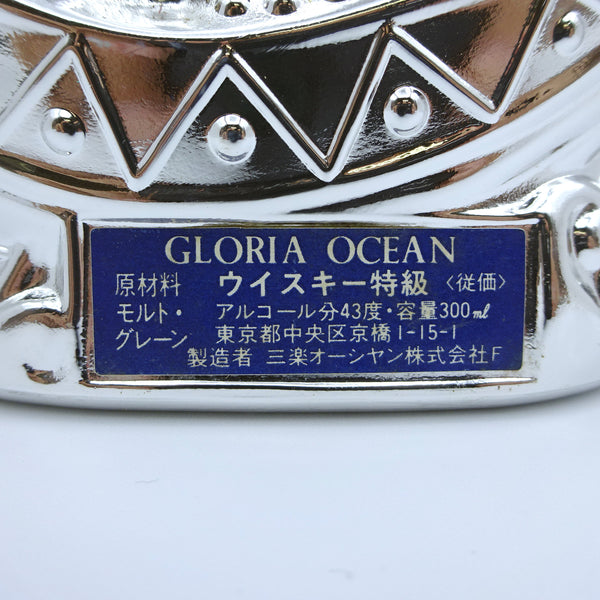 GLORIA OCEAN
原材料 ウイスキー特級〈従価〉
モルト・ アルコール分43度・容量300ml
グレーン 東京都中央区京橋1-15-1
製造者 三楽オーシャン株式会社F